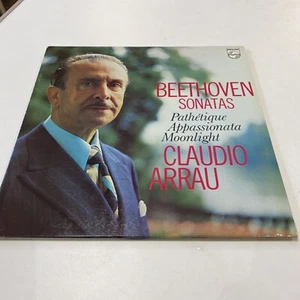 PHILIPS
BEETHOVEN
SONATAS
Pathétique
Appassionata
Moonlight
CLAUDIO
ARRAU